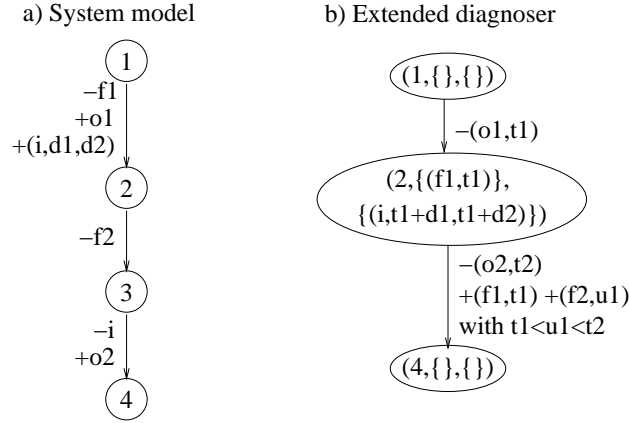 a) System model
1
−f1
+o1
+(i,d1,d2)
2
−f2
3
−i
+o2
4
b) Extended diagnoser
(1,{},{})
−(o1,t1)
(2,{(f1,t1)},
{(i,t1+d1,t1+d2)})
−(o2,t2)
+(f1,t1) +(f2,u1)
with t1<u1<t2
(4,{},{})